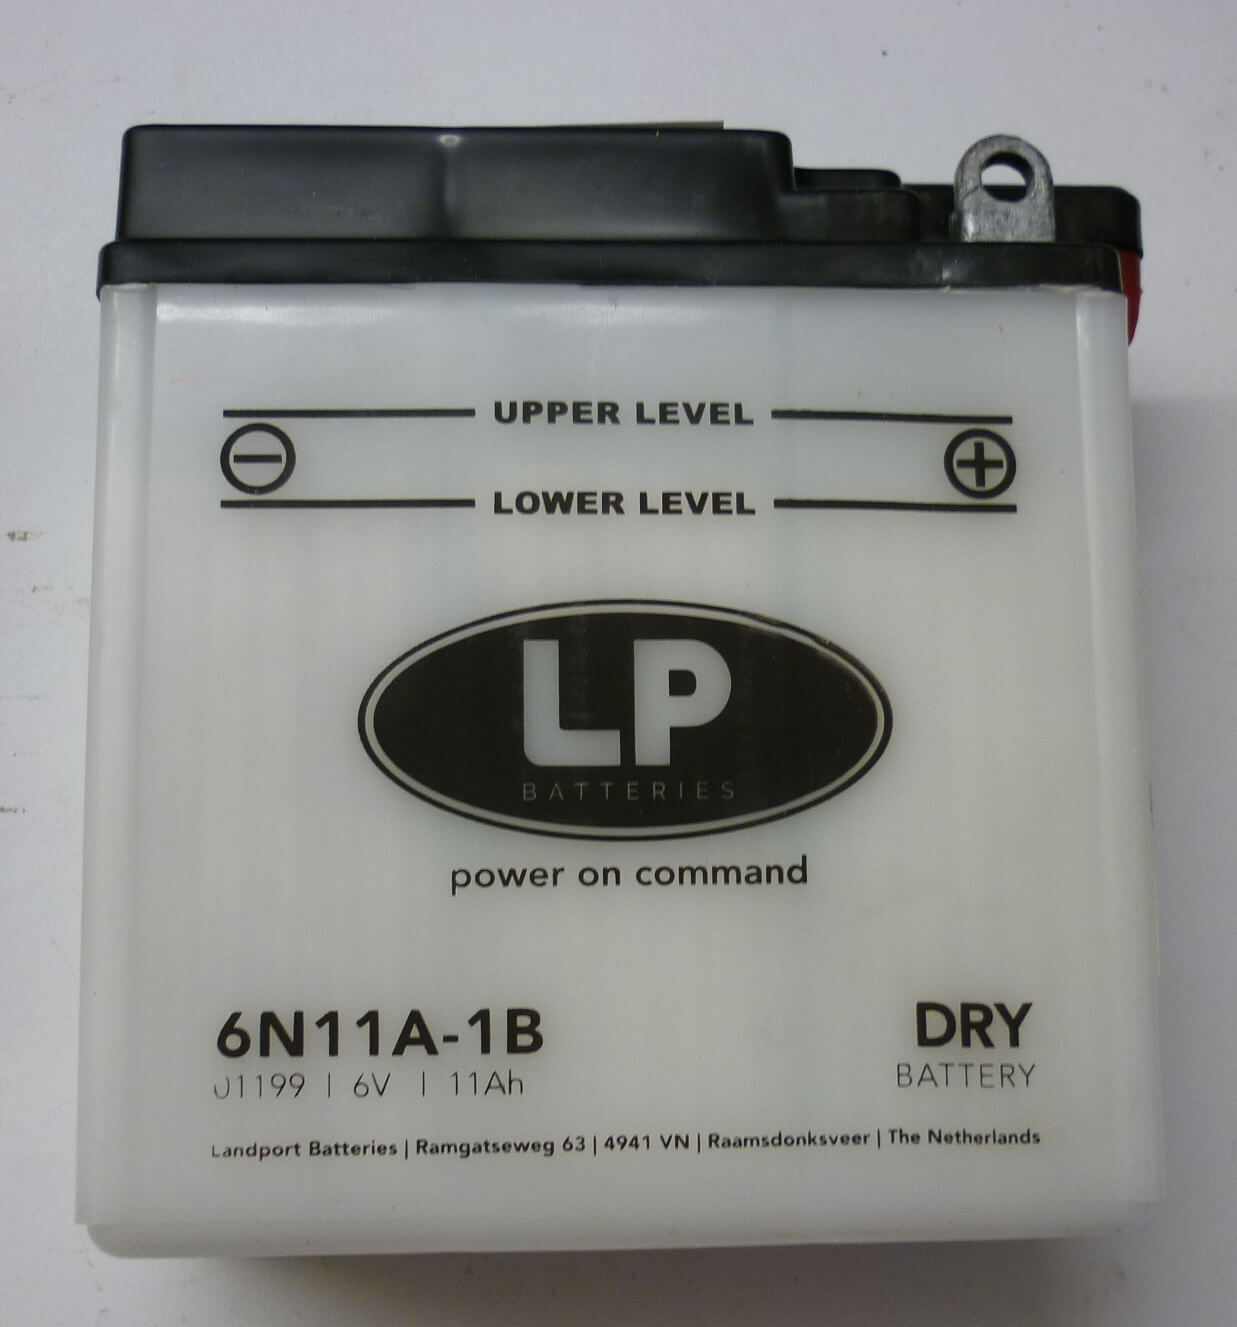 UPPER LEVEL
LOWER LEVEL
LP
BATTERIES
power on command
6N11A-1B
DRY
01199 | 6V | 11Ah
BATTERY
Landport Batteries | Ramgatseweg 63 | 4941 VN | Raamsdonksveer | The Netherlands